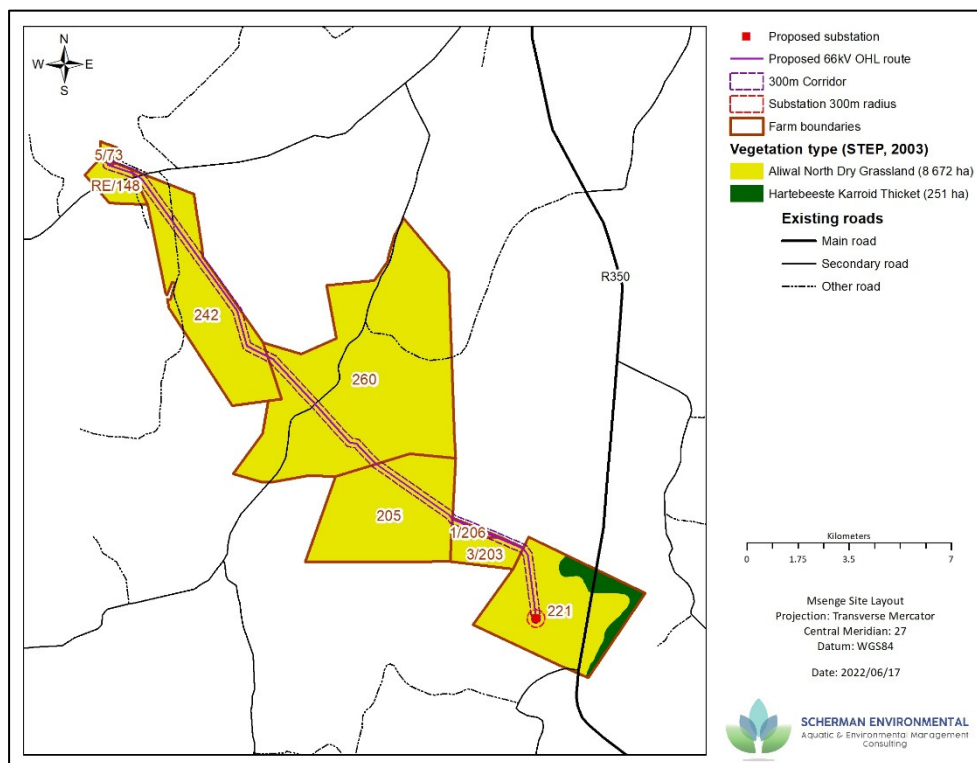 N
W E
S
5/73
RE/148
242
260
R350
205
1/206
3/203
221
Proposed substation
Proposed 66kV OHL route
300m Corridor
Substation 300m radius
Farm boundaries
Vegetation type (STEP, 2003)
Aliwal North Dry Grassland (8 672 ha)
Hartebeeste Karroid Thicket (251 ha)
Existing roads
Main road
Secondary road
Other road
Kilometers
0 1.75 3.5 7
Msenge Site Layout
Projection: Transverse Mercator
Central Meridian: 27
Datum: WGS84
Date: 2022/06/17
SCHERMAN ENVIRONMENTAL
Aquatic & Environmental Management
Consulting